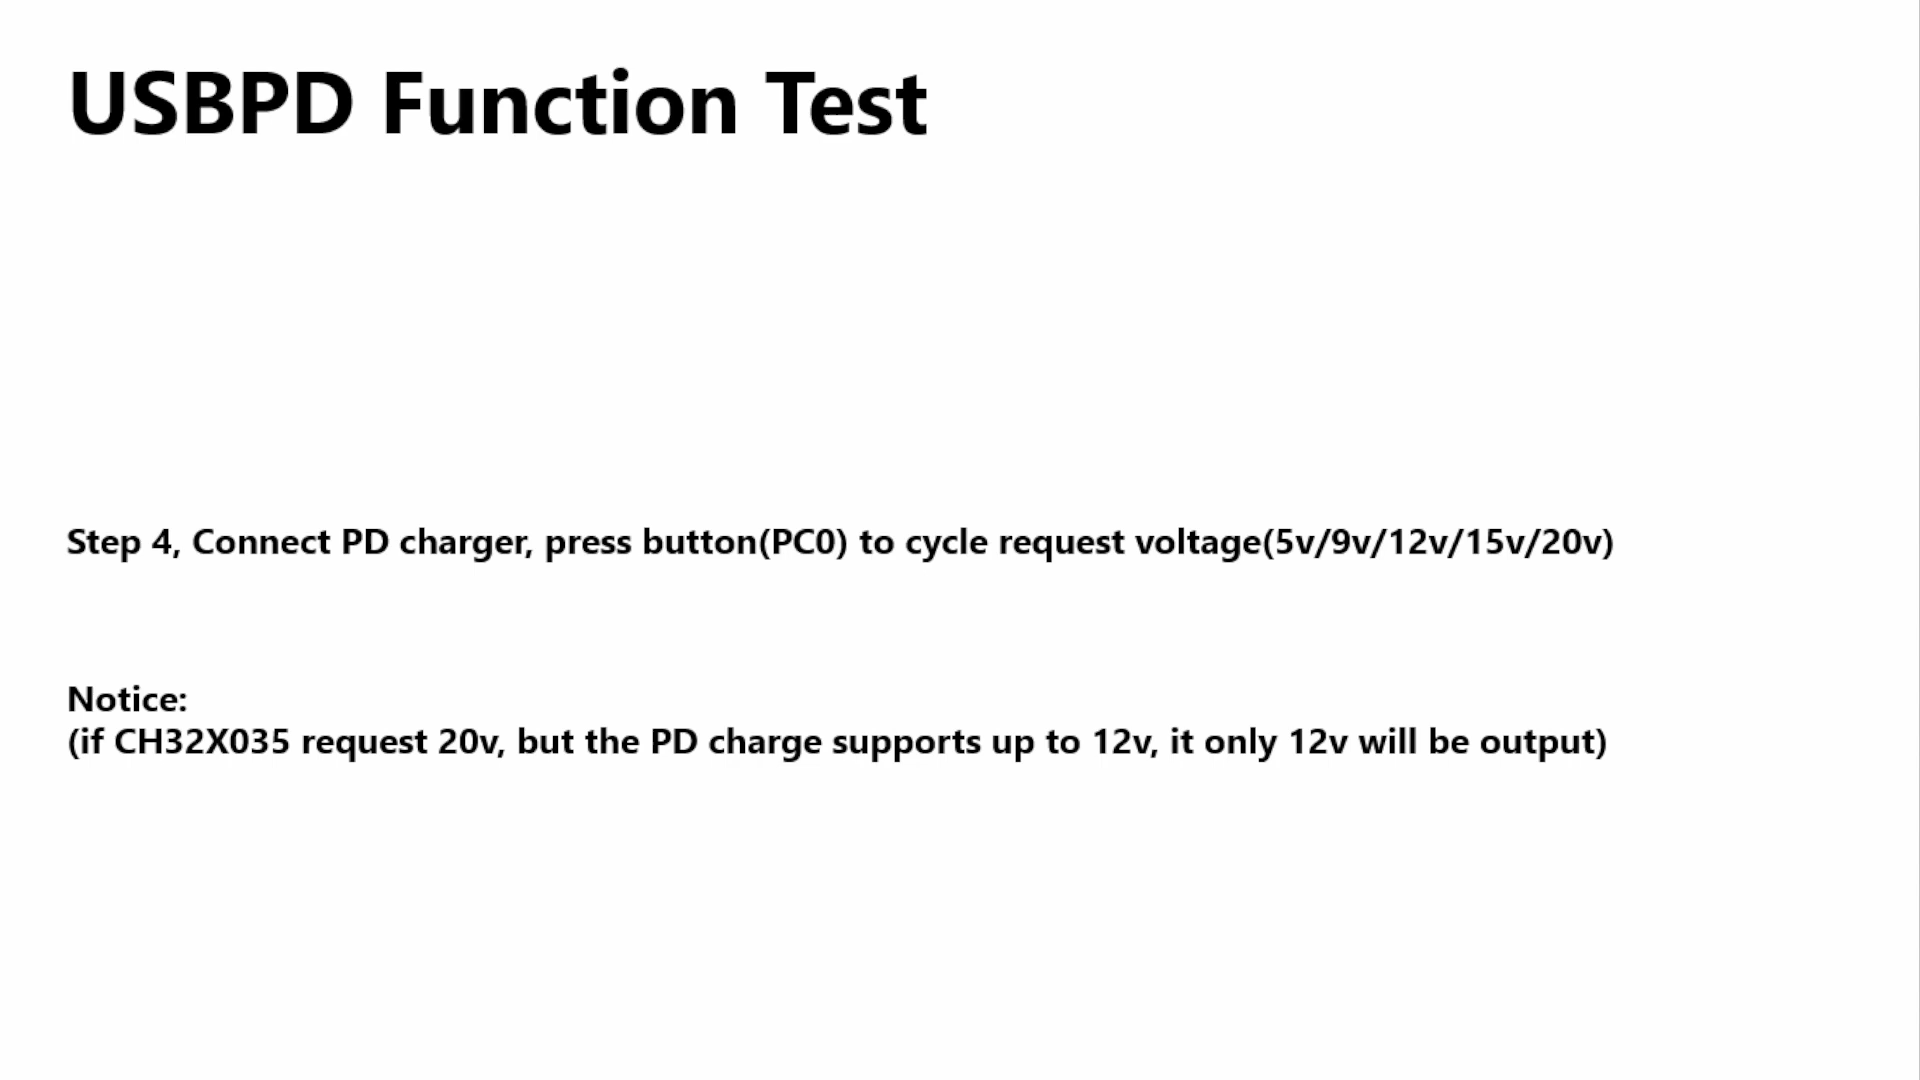 USBPD Function Test
Step 4, Connect PD charger, press button(PC0) to cycle request voltage(5v/9v/12v/15v/20v)
Notice:
(if CH32X035 request 20v, but the PD charge supports up to 12v, it only 12v will be output)